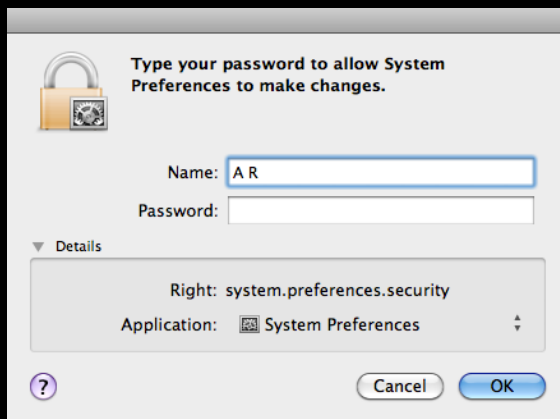 Type your password to allow System
Preferences to make changes.
Name: A R
Password:
Details
Right: system.preferences.security
Application: System Preferences
? Cancel OK